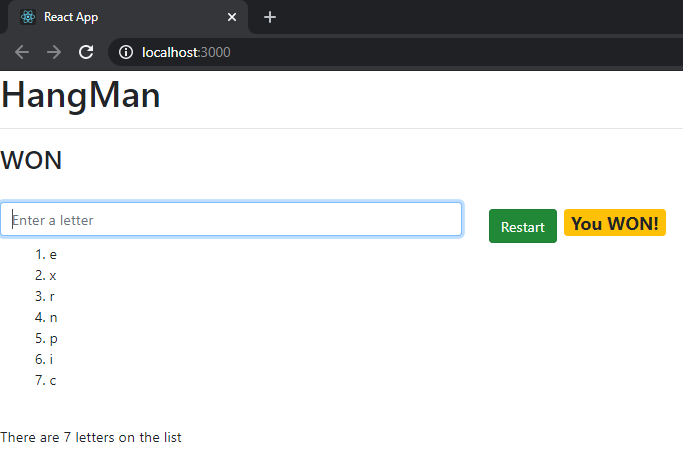 React App
localhost:3000
HangMan
WON
Enter a letter
Restart
You WON!
1. e
2. x
3. r
4. n
5. p
6. i
7. c
There are 7 letters on the list